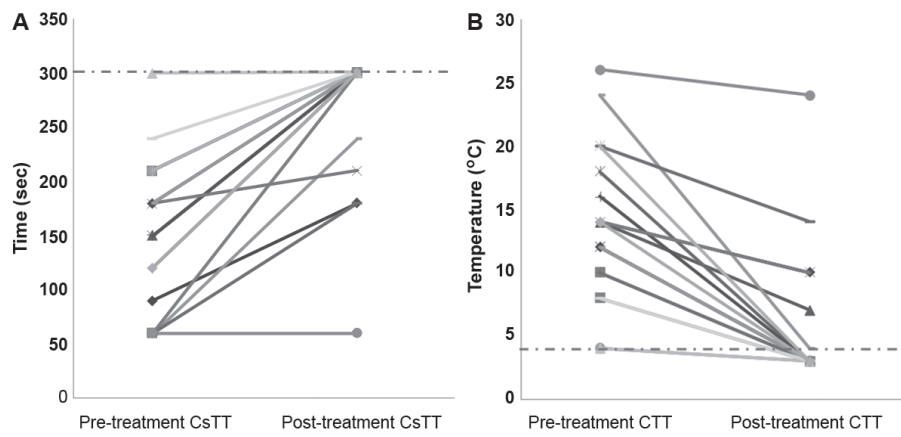 A
Time (sec)
350
300
250
200
150
100
50
0
Pre-treatment CsTT
Post-treatment CsTT
B
Temperature (°C)
30
25
20
15
10
5
0
Pre-treatment CTT
Post-treatment CTT